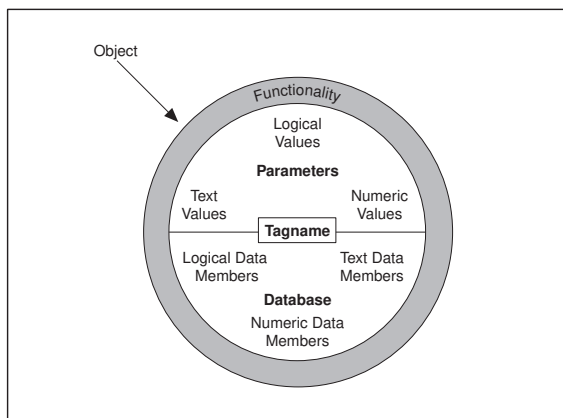 Object
Functionality
Logical
Values
Parameters
Text
Values
Numeric
Values
Tagname
Logical Data
Members
Text Data
Members
Database
Numeric Data
Members